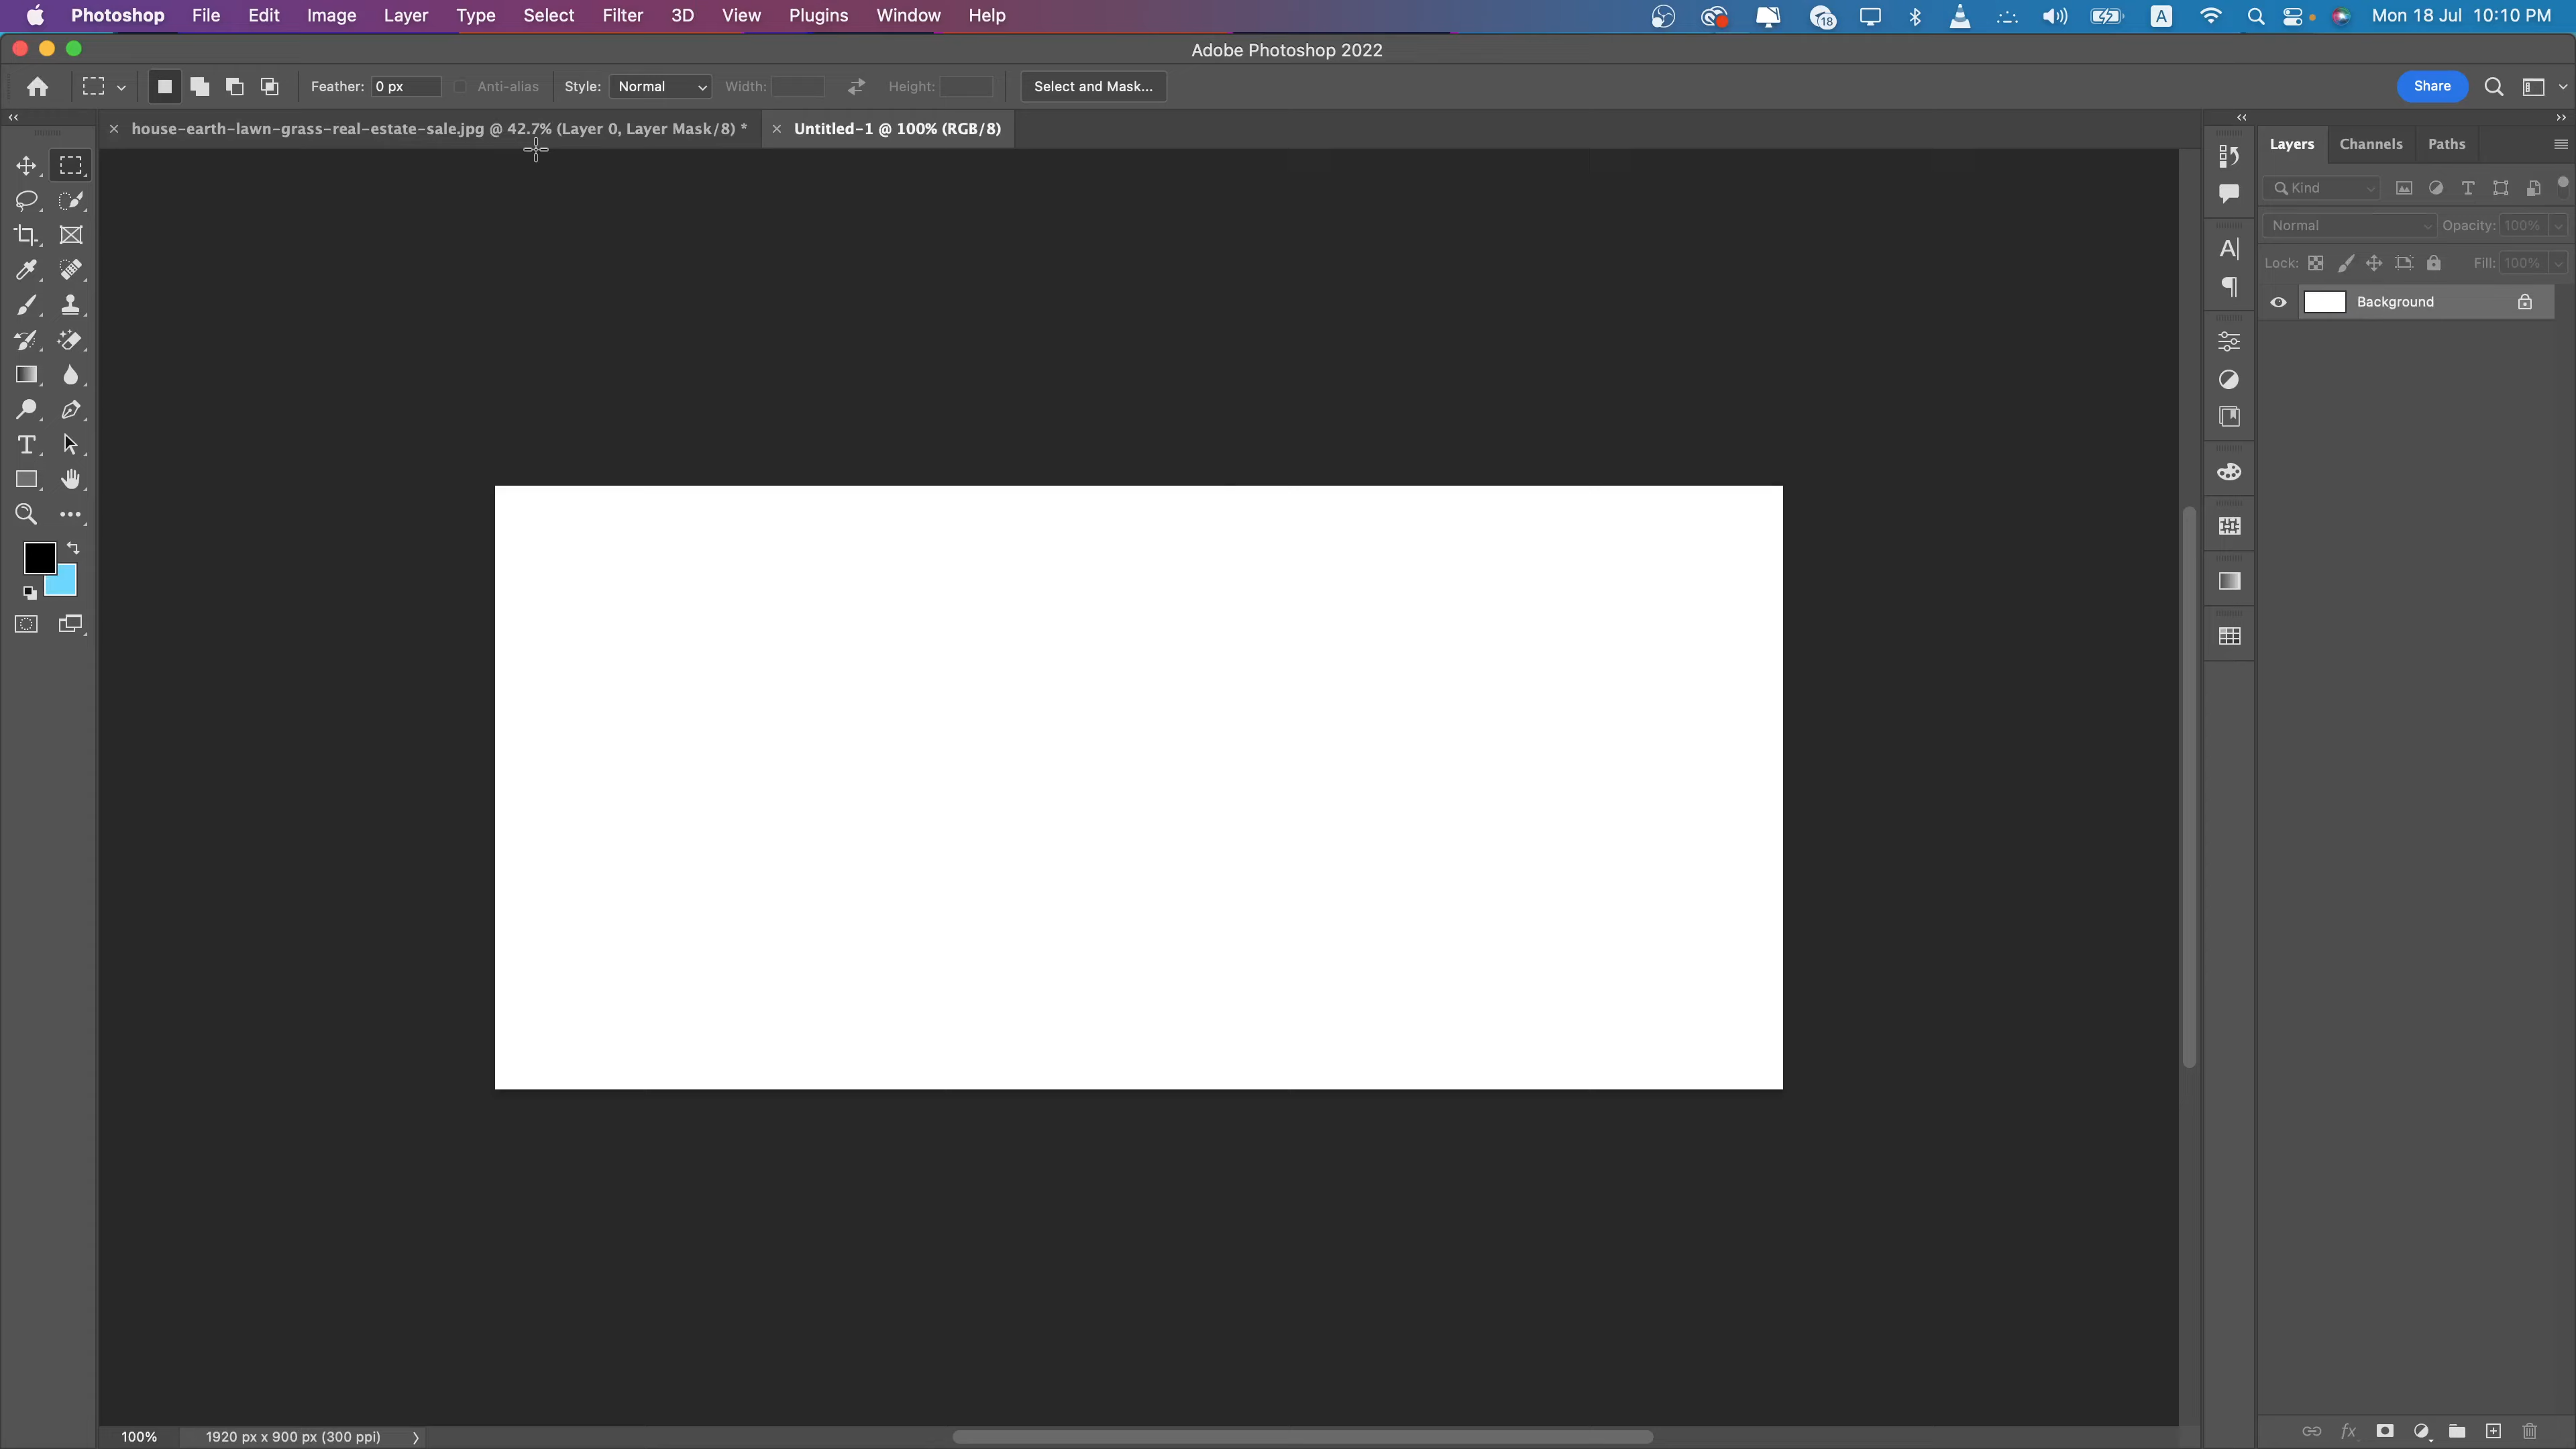 Photoshop File Edit Image Layer Type Select Filter 3D View Plugins Window Help 18 A Mon 18 Jul 10:10 PM
Adobe Photoshop 2022
Feather: 0 px Anti-alias Style: Normal Width: Height: Select and Mask... Share
house-earth-lawn-grass-real-estate-sale.jpg @ 42.7% (Layer 0, Layer Mask/8) * Untitled-1 @ 100% (RGB/8)
Layers Channels Paths
Kind
Normal Opacity: 100%
Lock: Fill: 100%
Background
100% 1920 px x 900 px (300 ppi)
fx